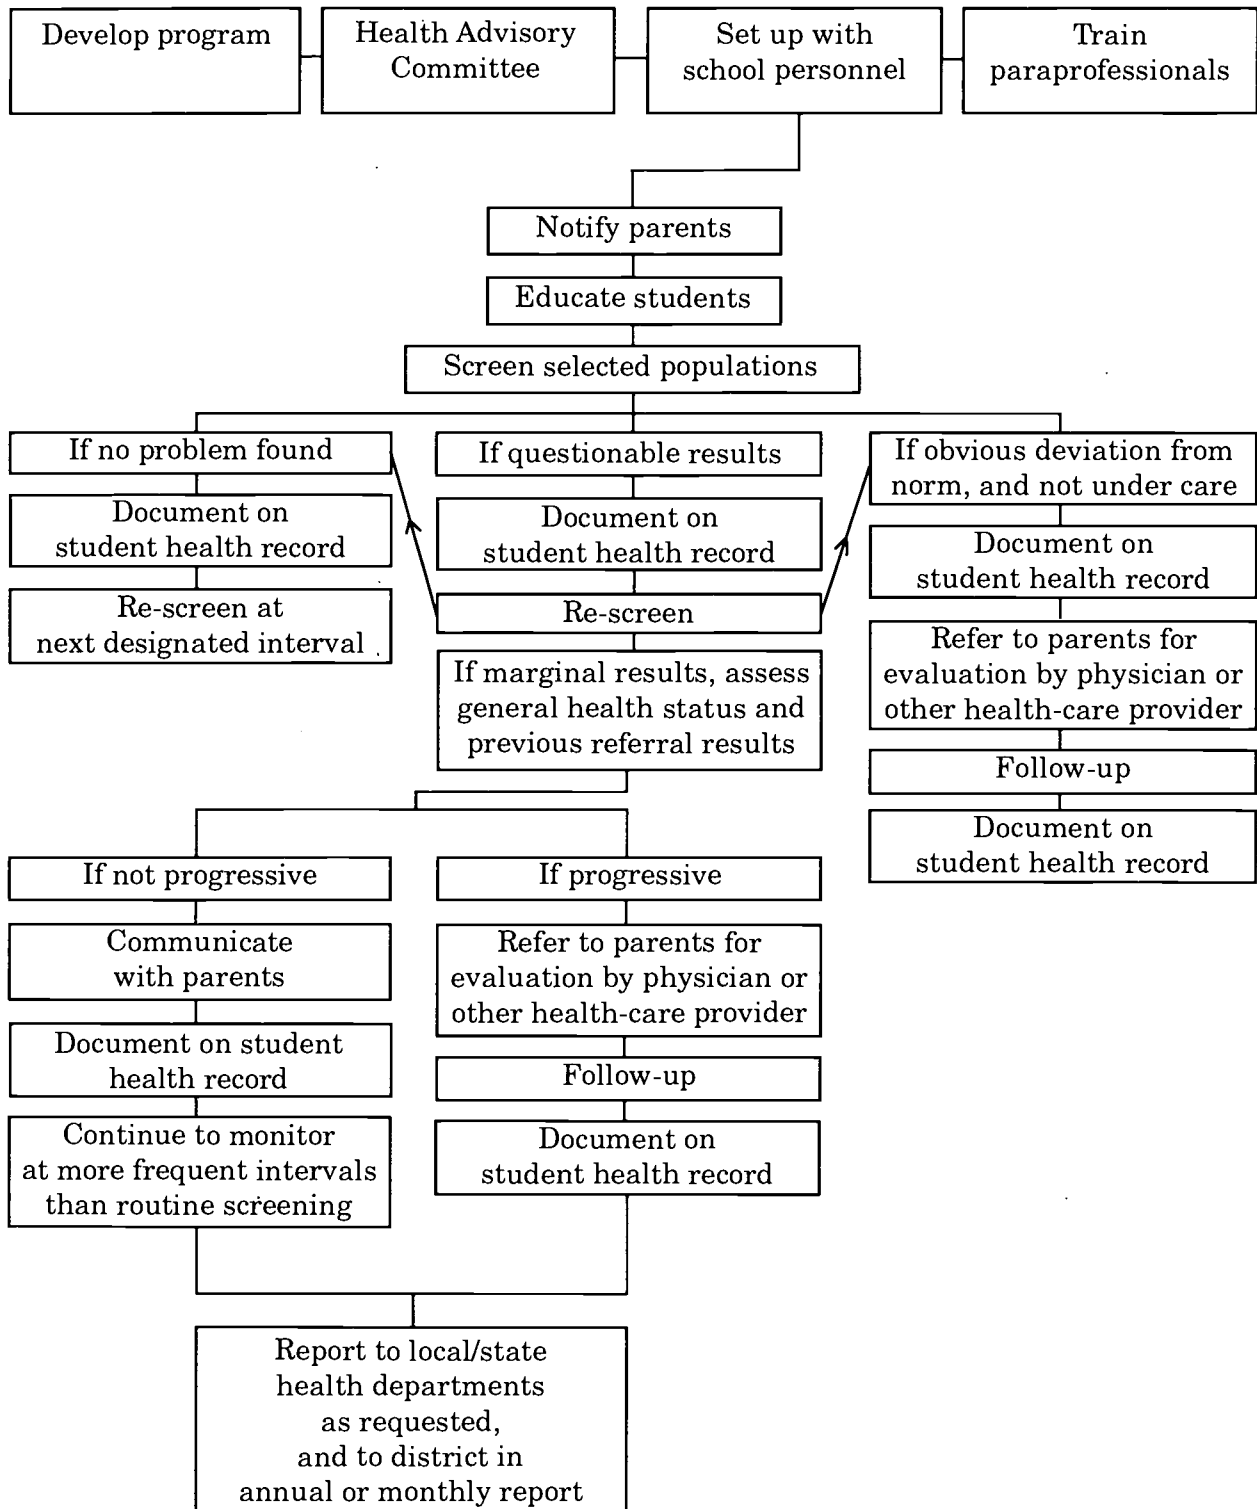 Develop program
Health Advisory
Committee
Set up with
school personnel
Train
paraprofessionals
Notify parents
Educate students
Screen selected populations
If no problem found
Document on
student health record
Re-screen at
next designated interval
If questionable results
Document on
student health record
Re-screen
If marginal results, assess
general health status and
previous referral results
If obvious deviation from
norm, and not under care
Document on
student health record
Refer to parents for
evaluation by physician or
other health-care provider
Follow-up
Document on
student health record
If not progressive
Communicate
with parents
Document on student
health record
Continue to monitor
at more frequent intervals
than routine screening
If progressive
Refer to parents for
evaluation by physician or
other health-care provider
Follow-up
Document on
student health record
Report to local/state
health departments
as requested,
and to district in
annual or monthly report